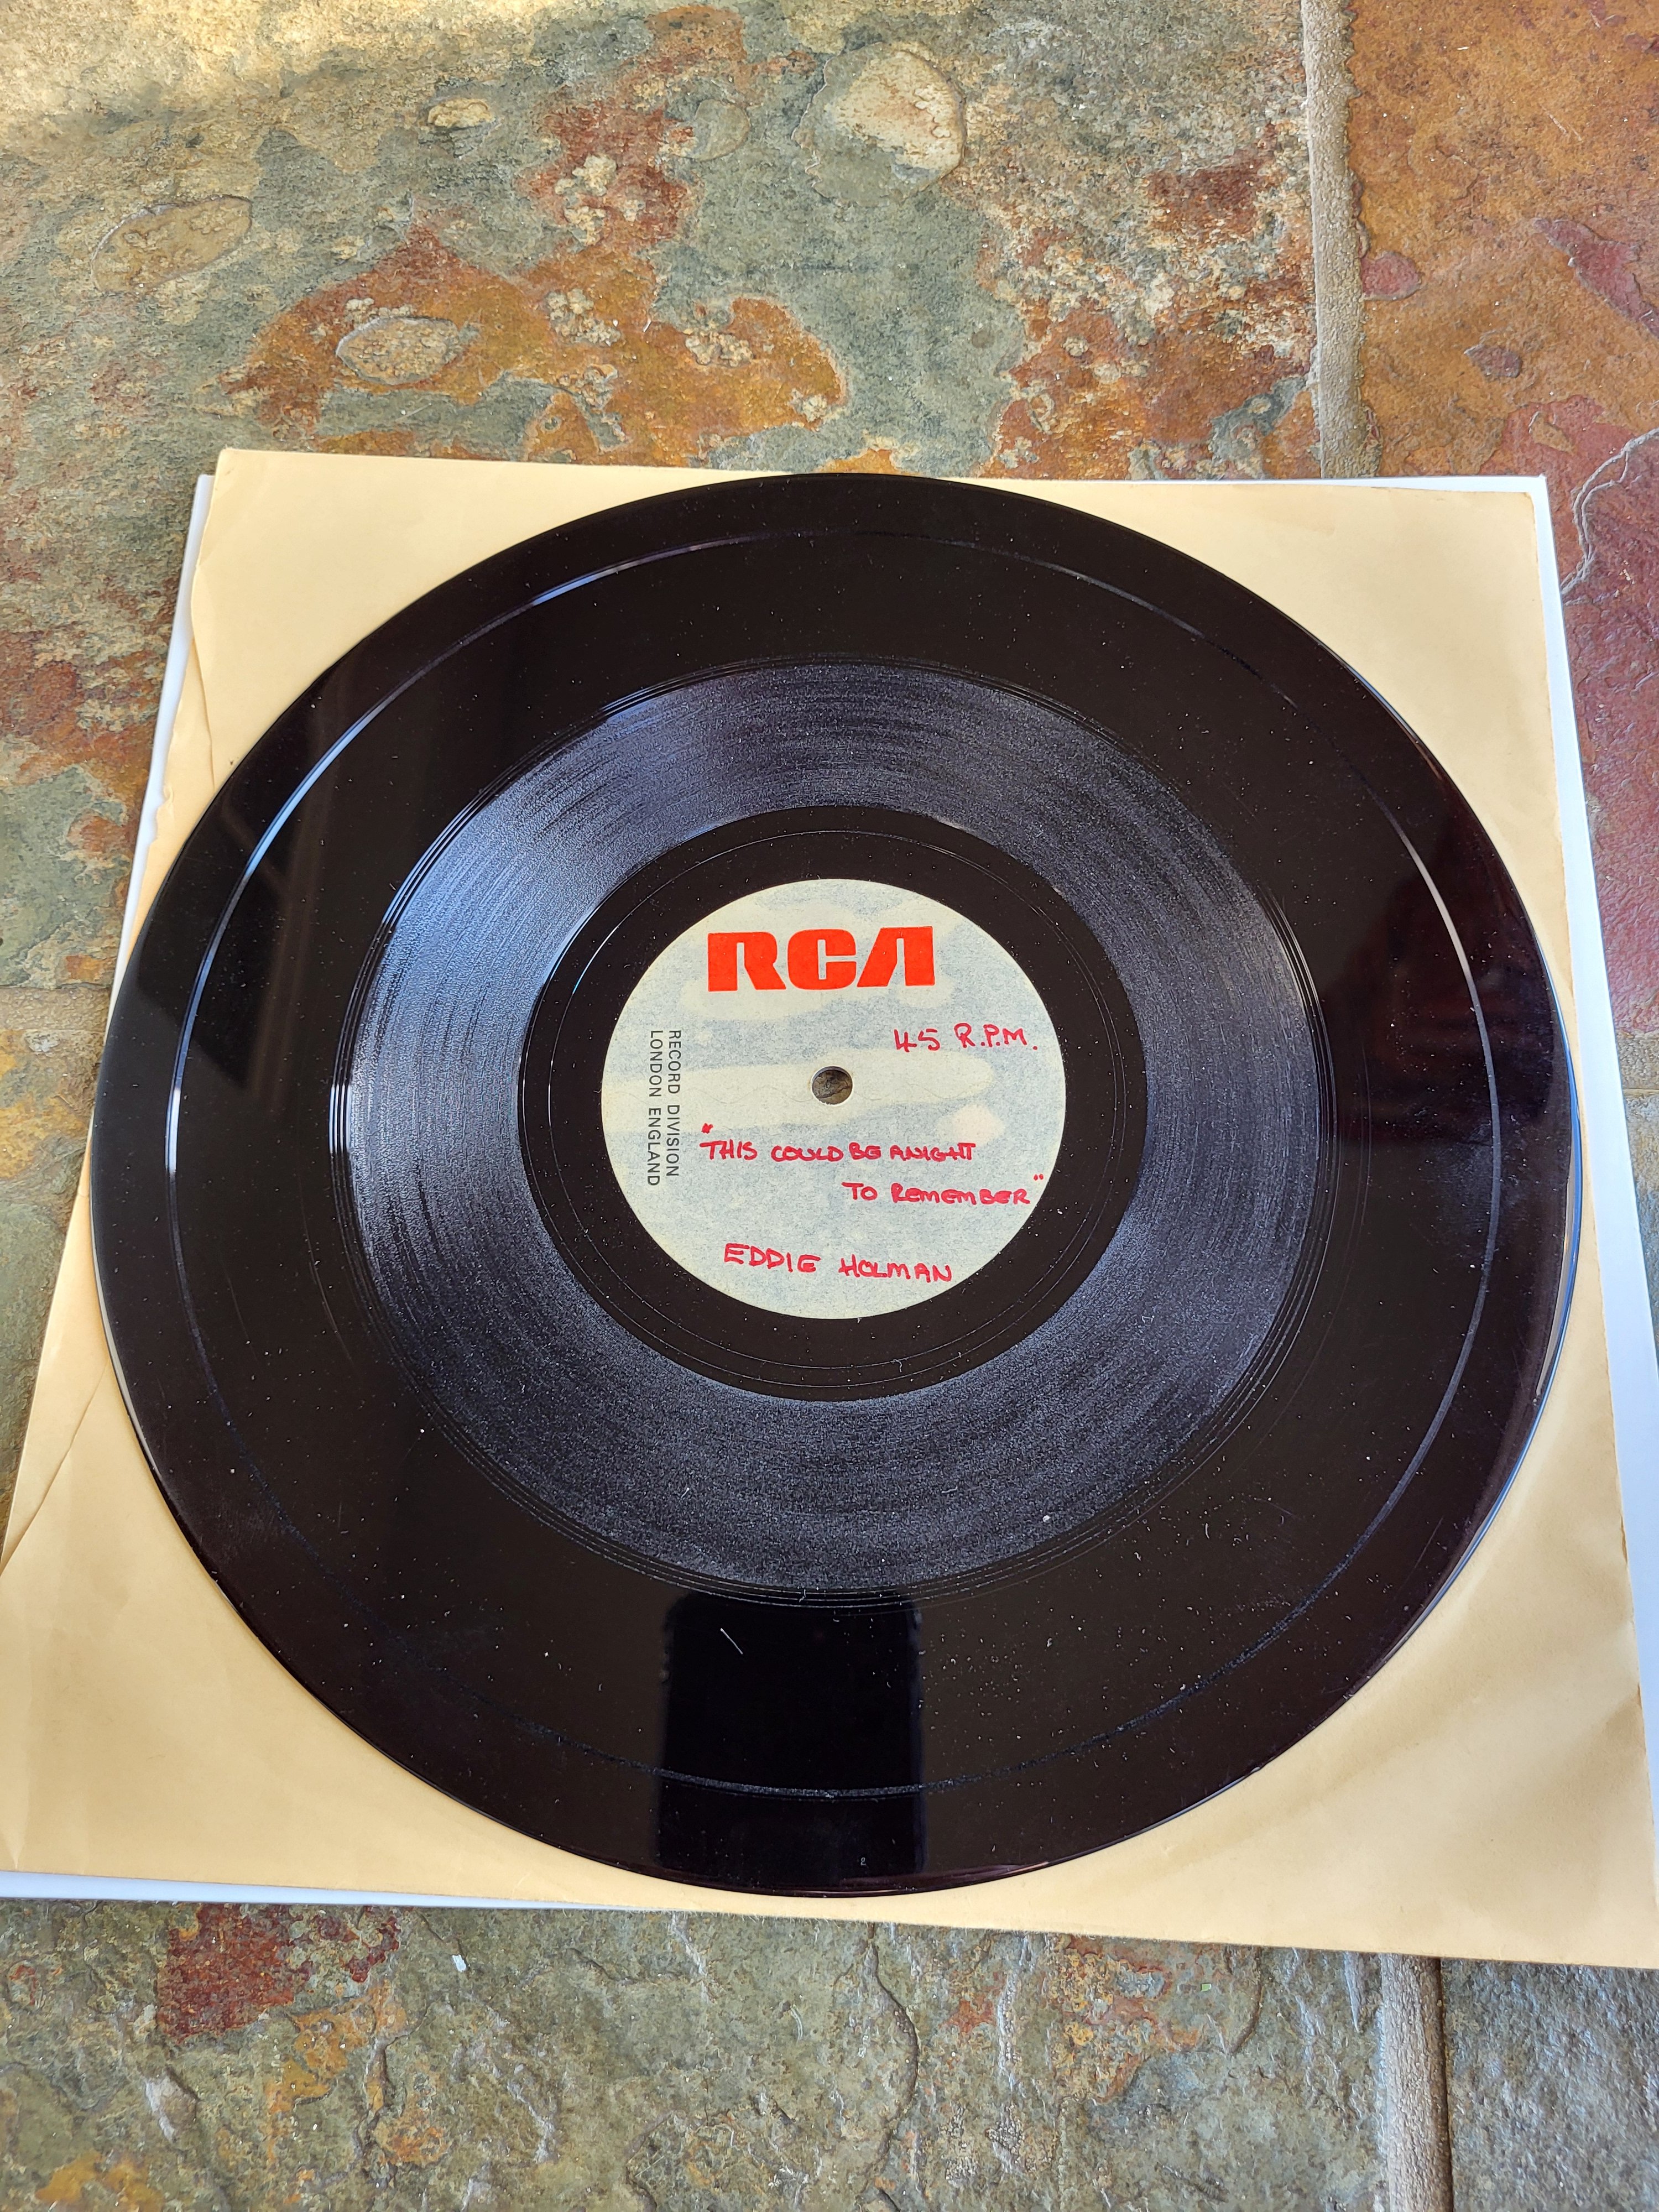 RCA
45 R.P.M.
RECORD DIVISION
LONDON ENGLAND
"THIS COULD BE A NIGHT
TO REMEMBER"
EDDIE HOLMAN